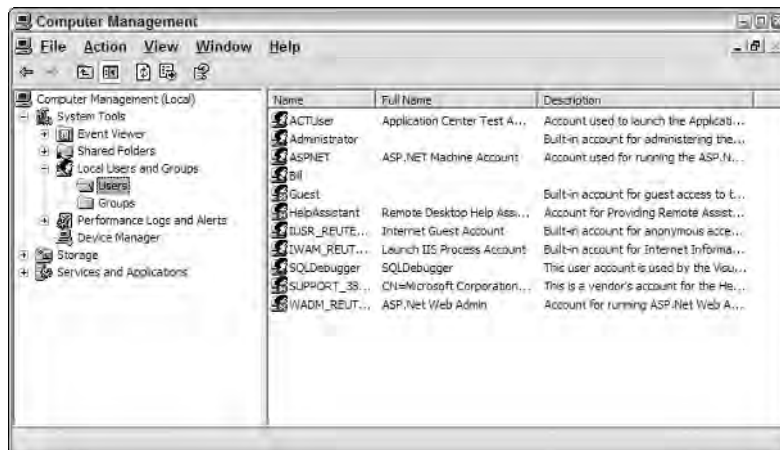 Computer Management
File Action View Window Help
Computer Management (Local)
System Tools
Event Viewer
Shared Folders
Local Users and Groups
Users
Groups
Performance Logs and Alerts
Device Manager
Storage
Services and Applications
Name Full Name Description
ACTUser Application Center Test A... Account used to launch the Applicati...
Administrator Built-in account for administering the...
ASPNET ASP.NET Machine Account Account used for running the ASP.N...
Bill
Guest Built-in account for guest access to t...
HelpAssistant Remote Desktop Help Assi... Account for Providing Remote Assist...
IUSR_REUTE... Internet Guest Account Built-in account for anonymous acce...
IWAM_REUT... Launch IIS Process Account Built-in account for Internet Informa...
SQLDebugger SQLDebugger This user account is used by the Visu...
SUPPORT_38... CN=Microsoft Corporation... This is a vendor's account for the He...
WADM_REUT... ASP.Net Web Admin Account for running ASP.Net Web A...